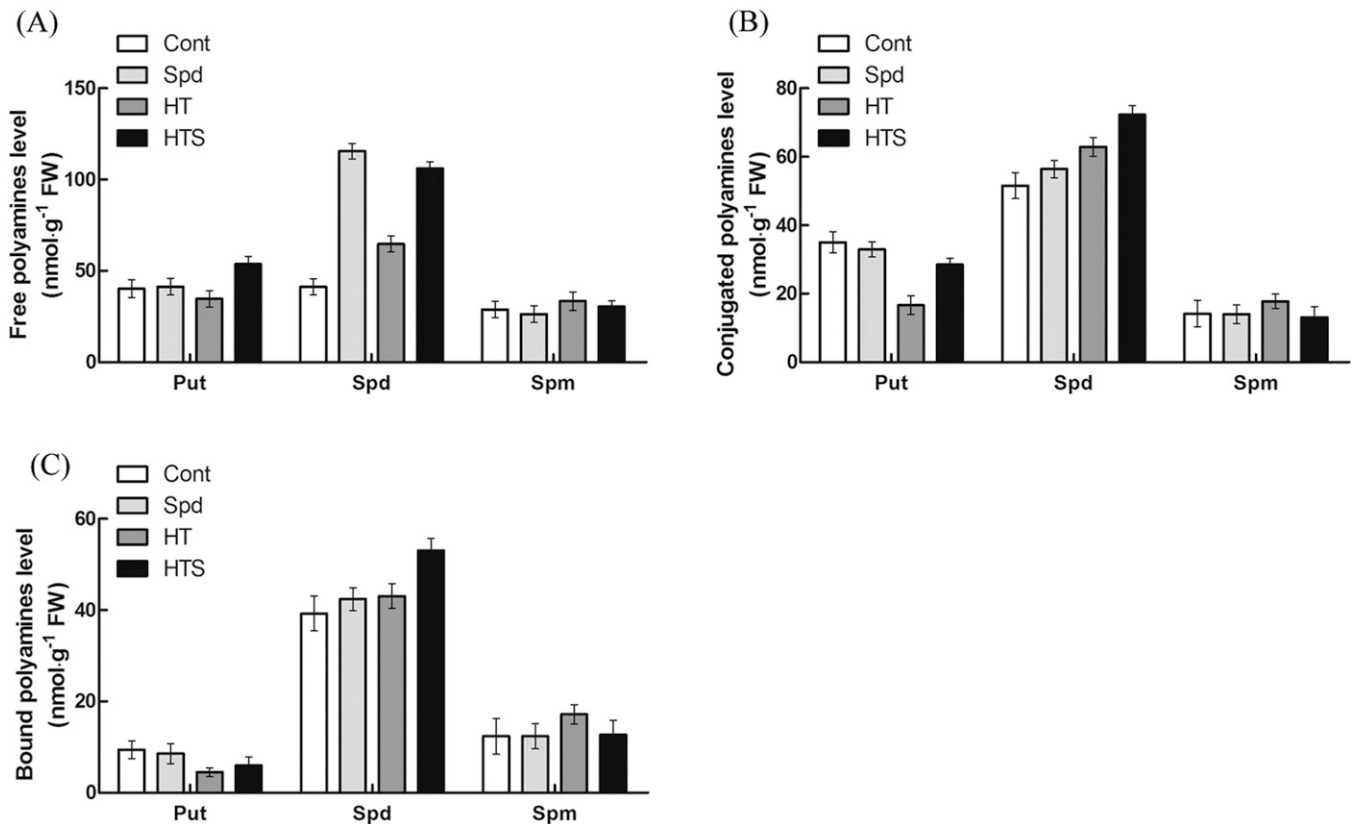 (A)
Cont
Spd
HT
HTS
Free polyamines level
(nmol·g⁻¹ FW)
150
100
50
0
Put Spd Spm
(B)
Cont
Spd
HT
HTS
Conjugated polyamines level
(nmol·g⁻¹ FW)
80
60
40
20
0
Put Spd Spm
(C)
Cont
Spd
HT
HTS
Bound polyamines level
(nmol·g⁻¹ FW)
60
40
20
0
Put Spd Spm